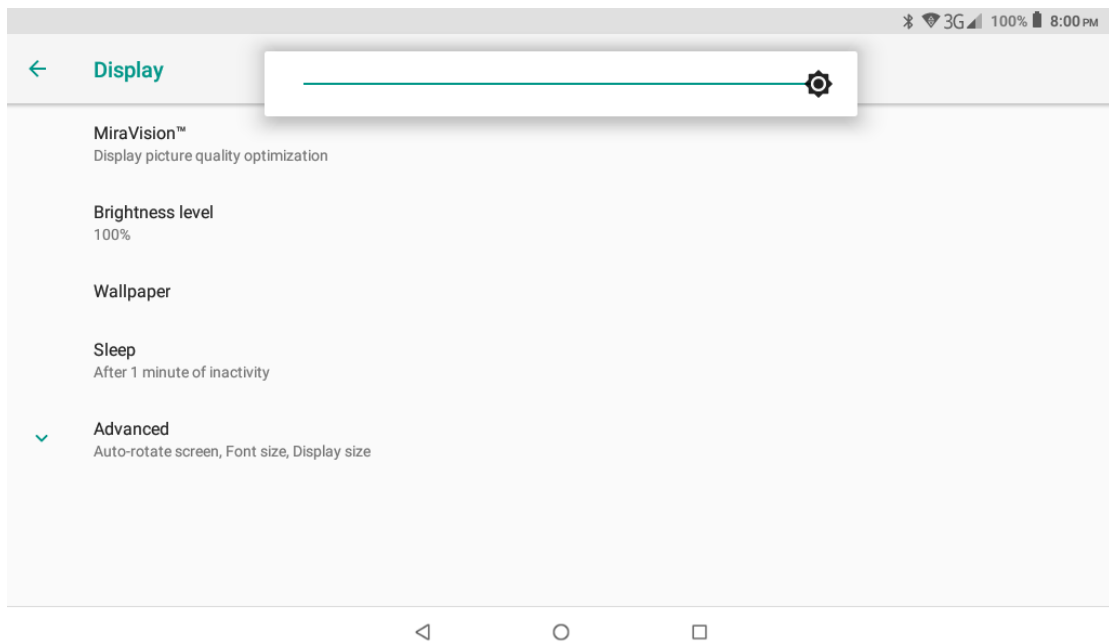 3G 100% 8:00 PM
Display
MiraVision™
Display picture quality optimization
Brightness level
100%
Wallpaper
Sleep
After 1 minute of inactivity
Advanced
Auto-rotate screen, Font size, Display size